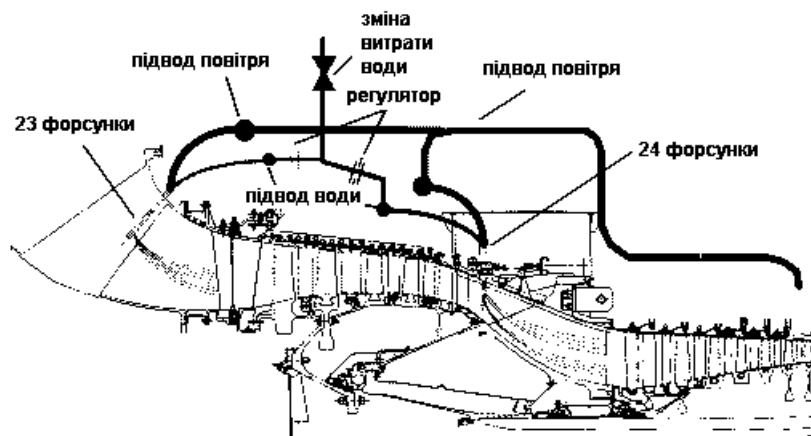 зміна
витрати
води
підвод повітря
підвод повітря
регулятор
23 форсунки
24 форсунки
підвод води